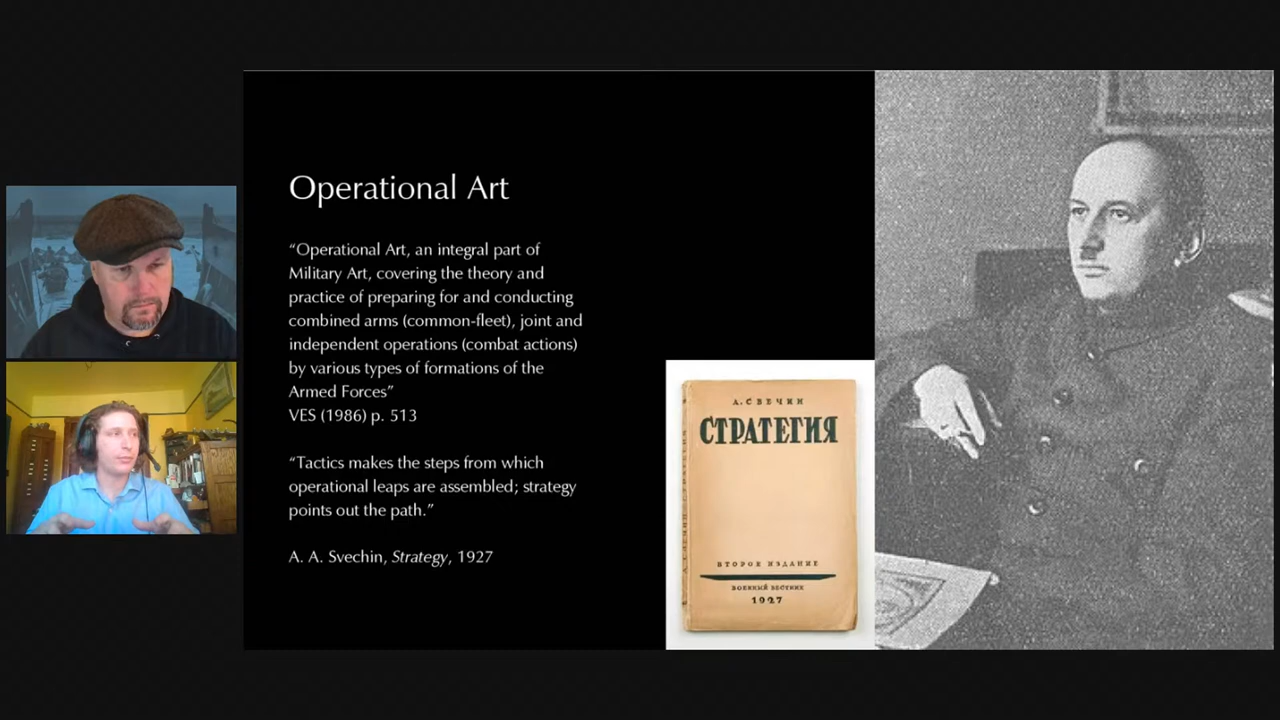 Operational Art
“Operational Art, an integral part of
Military Art, covering the theory and
practice of preparing for and conducting
combined arms (common-fleet), joint and
independent operations (combat actions)
by various types of formations of the
Armed Forces”
VES (1986) p. 513
“Tactics makes the steps from which
operational leaps are assembled; strategy
points out the path.”
A. A. Svechin, Strategy, 1927
А. СВЕЧИН
СТРАТЕГИЯ
ВТОРОЕ ИЗДАНИЕ
ВОЕННЫЙ ВЕСТНИК
1927